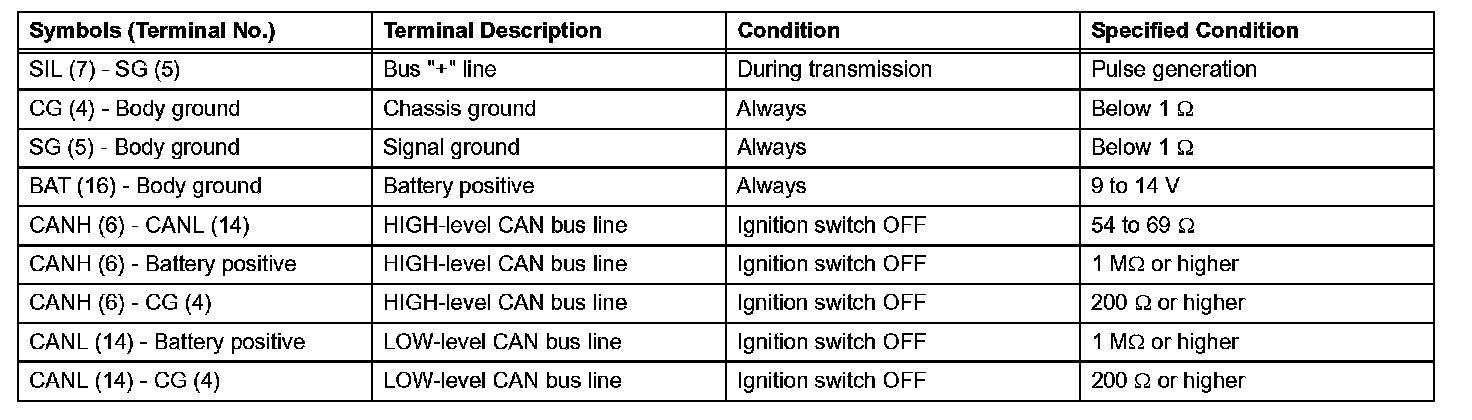 Symbols (Terminal No.) Terminal Description Condition Specified Condition
SIL (7) - SG (5) Bus "+" line During transmission Pulse generation
CG (4) - Body ground Chassis ground Always Below 1 Ω
SG (5) - Body ground Signal ground Always Below 1 Ω
BAT (16) - Body ground Battery positive Always 9 to 14 V
CANH (6) - CANL (14) HIGH-level CAN bus line Ignition switch OFF 54 to 69 Ω
CANH (6) - Battery positive HIGH-level CAN bus line Ignition switch OFF 1 MΩ or higher
CANH (6) - CG (4) HIGH-level CAN bus line Ignition switch OFF 200 Ω or higher
CANL (14) - Battery positive LOW-level CAN bus line Ignition switch OFF 1 MΩ or higher
CANL (14) - CG (4) LOW-level CAN bus line Ignition switch OFF 200 Ω or higher